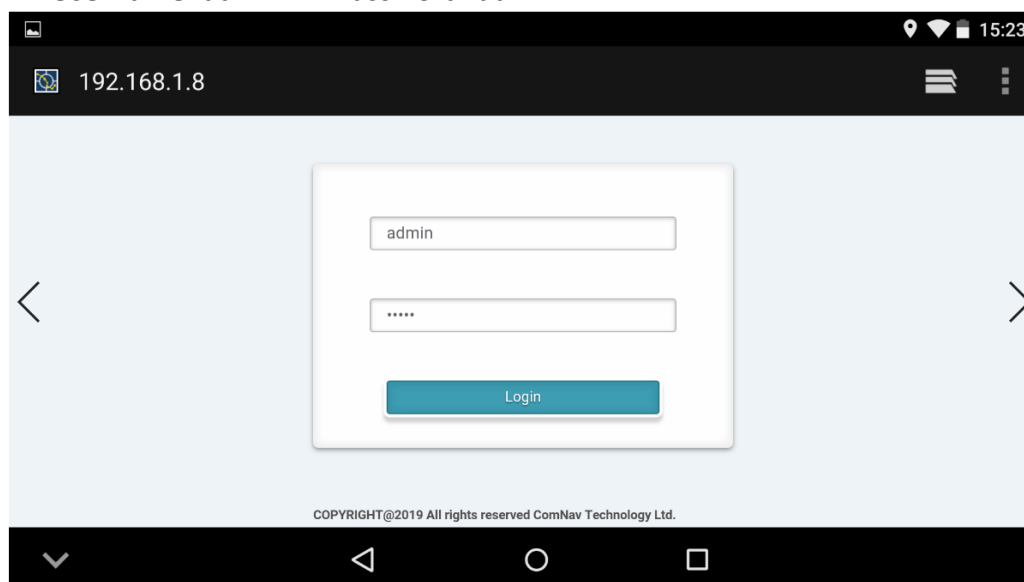 15:23
192.168.1.8
admin
•••••
Login
COPYRIGHT@2019 All rights reserved ComNav Technology Ltd.